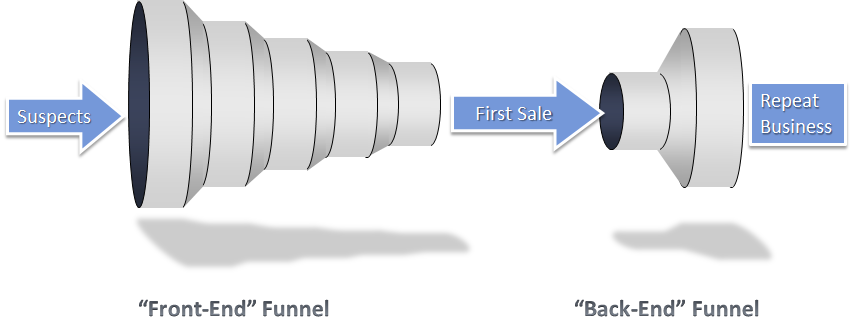 Suspects
First Sale
Repeat
Business
“Front-End” Funnel
“Back-End” Funnel